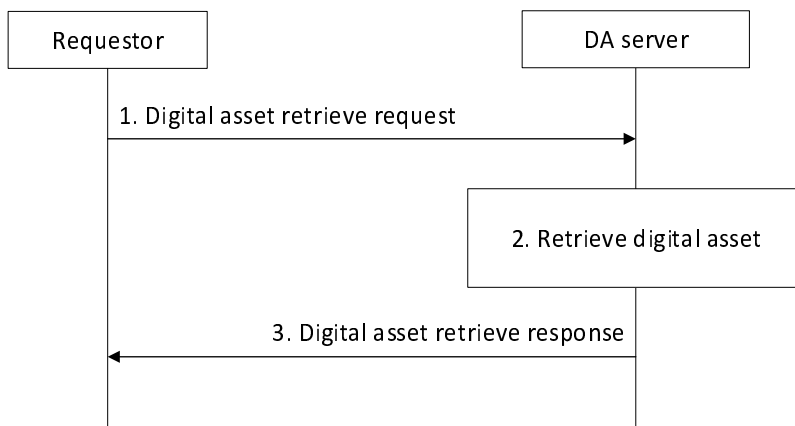 Requestor
DA server
1. Digital asset retrieve request
2. Retrieve digital asset
3. Digital asset retrieve response